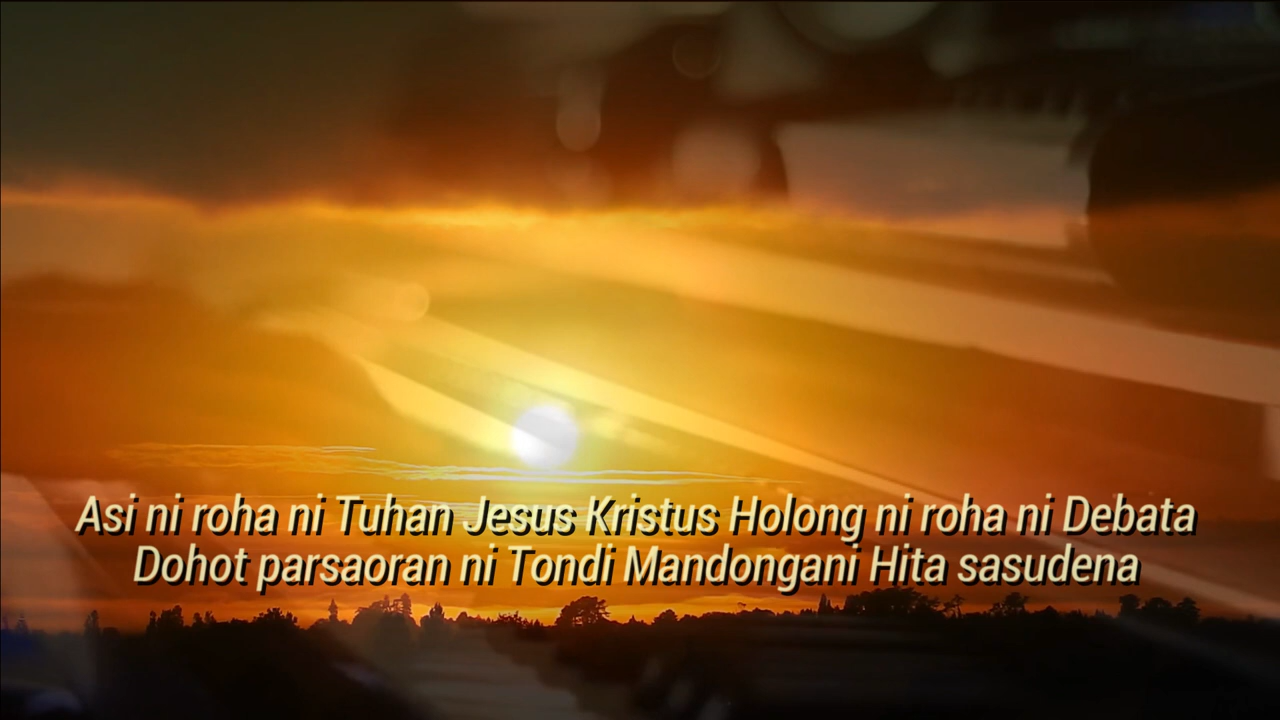 Asi ni roha ni Tuhan Jesus Kristus Holong ni roha ni Debata
Dohot parsaoran ni Tondi Mandongani Hita sasudena